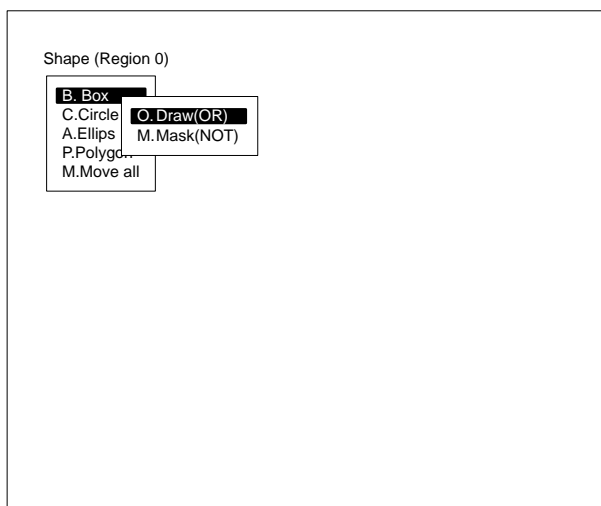 Shape (Region 0)
B. Box
C.Circle
A.Ellips
P.Polygon
M.Move all
O. Draw(OR)
M.Mask(NOT)